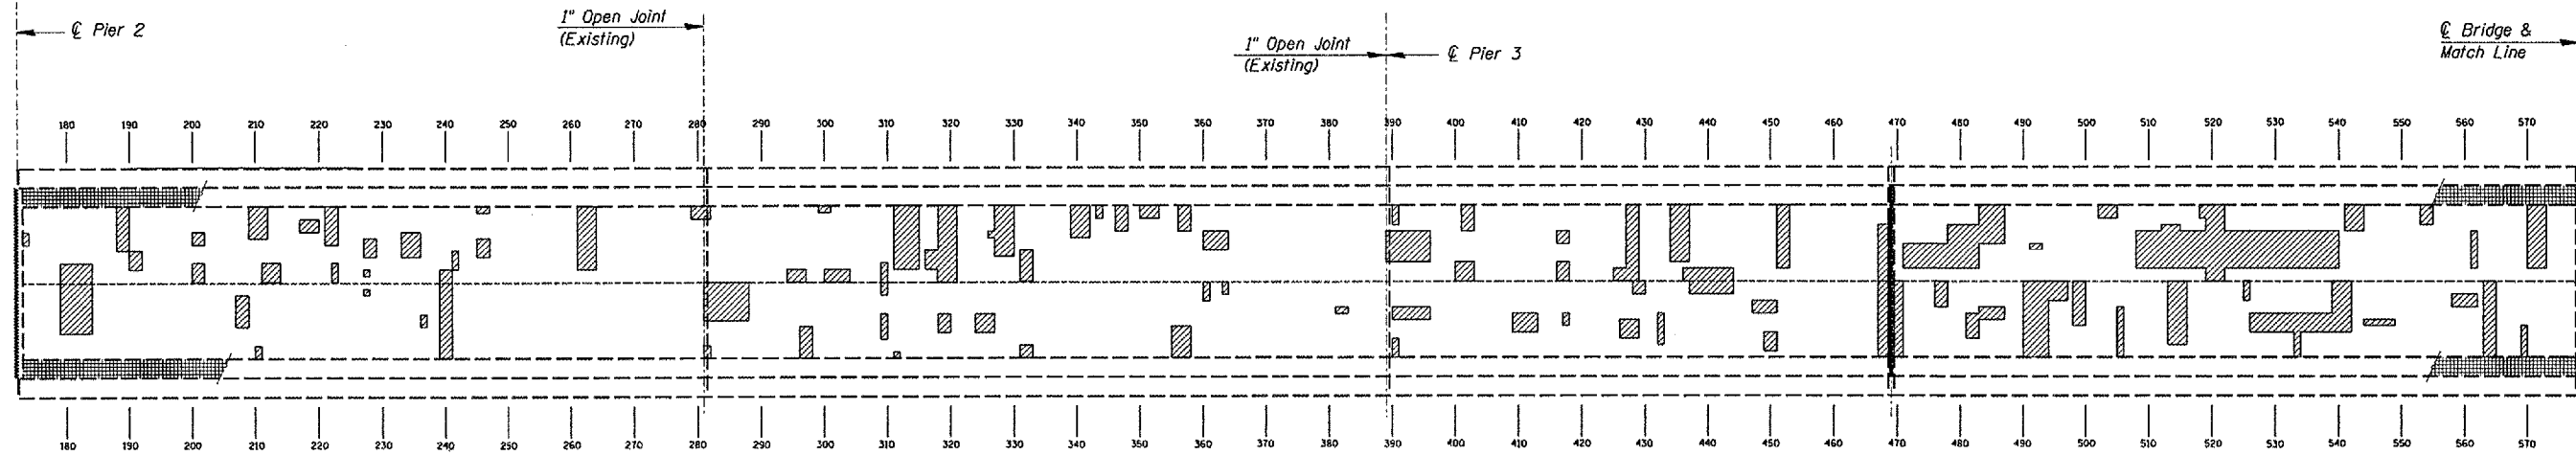 ℄ Pier 2
1" Open Joint
(Existing)
1" Open Joint
(Existing)
℄ Pier 3
℄ Bridge &
Match Line
180 190 200 210 220 230 240 250 260 270 280 290 300 310 320 330 340 350 360 370 380 390 400 410 420 430 440 450 460 470 480 490 500 510 520 530 540 550 560 570
180 190 200 210 220 230 240 250 260 270 280 290 300 310 320 330 340 350 360 370 380 390 400 410 420 430 440 450 460 470 480 490 500 510 520 530 540 550 560 570